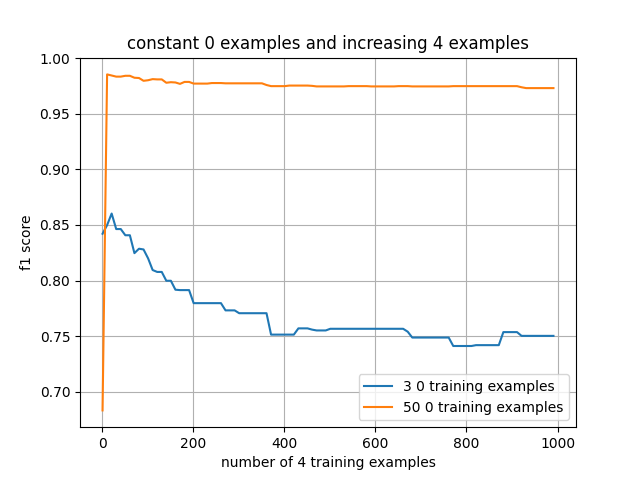 constant 0 examples and increasing 4 examples
1.00
0.95
0.90
0.85
0.80
0.75
0.70
f1 score
3 0 training examples
50 0 training examples
0 200 400 600 800 1000
number of 4 training examples